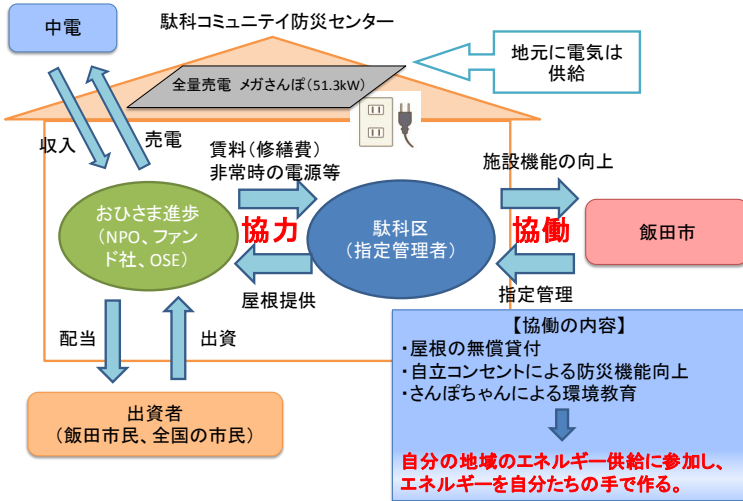 中電
駄科コミュニテイ防災センター
地元に電気は
供給
全量売電 メガさんぽ(51.3kW)
収入
売電
賃料(修繕費)
非常時の電源等
施設機能の向上
おひさま進歩
(NPO、ファン
ド社、OSE)
協力
駄科区
(指定管理者)
協働
飯田市
屋根提供
指定管理
配当
出資
出資者
(飯田市民、全国の市民)
【協働の内容】
・屋根の無償貸付
・自立コンセントによる防災機能向上
・さんぽちゃんによる環境教育
自分の地域のエネルギー供給に参加し、
エネルギーを自分たちの手で作る。